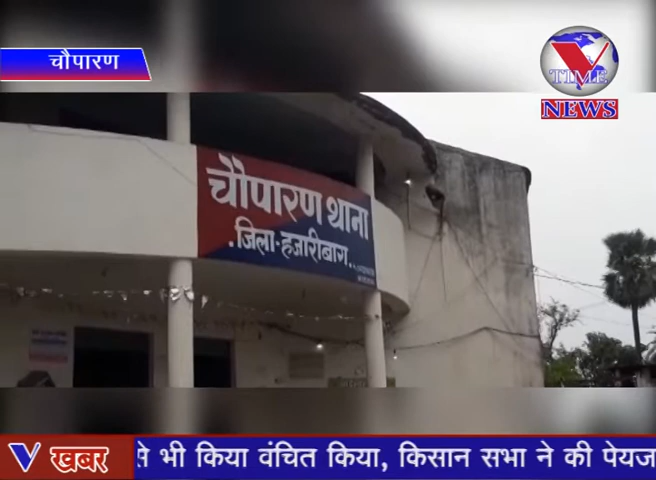 चौपारण
V
TIME
NEWS
चौपारण थाना
जिला-हजारीबाग
V खबर
से भी किया वंचित किया, किसान सभा ने की पेयज